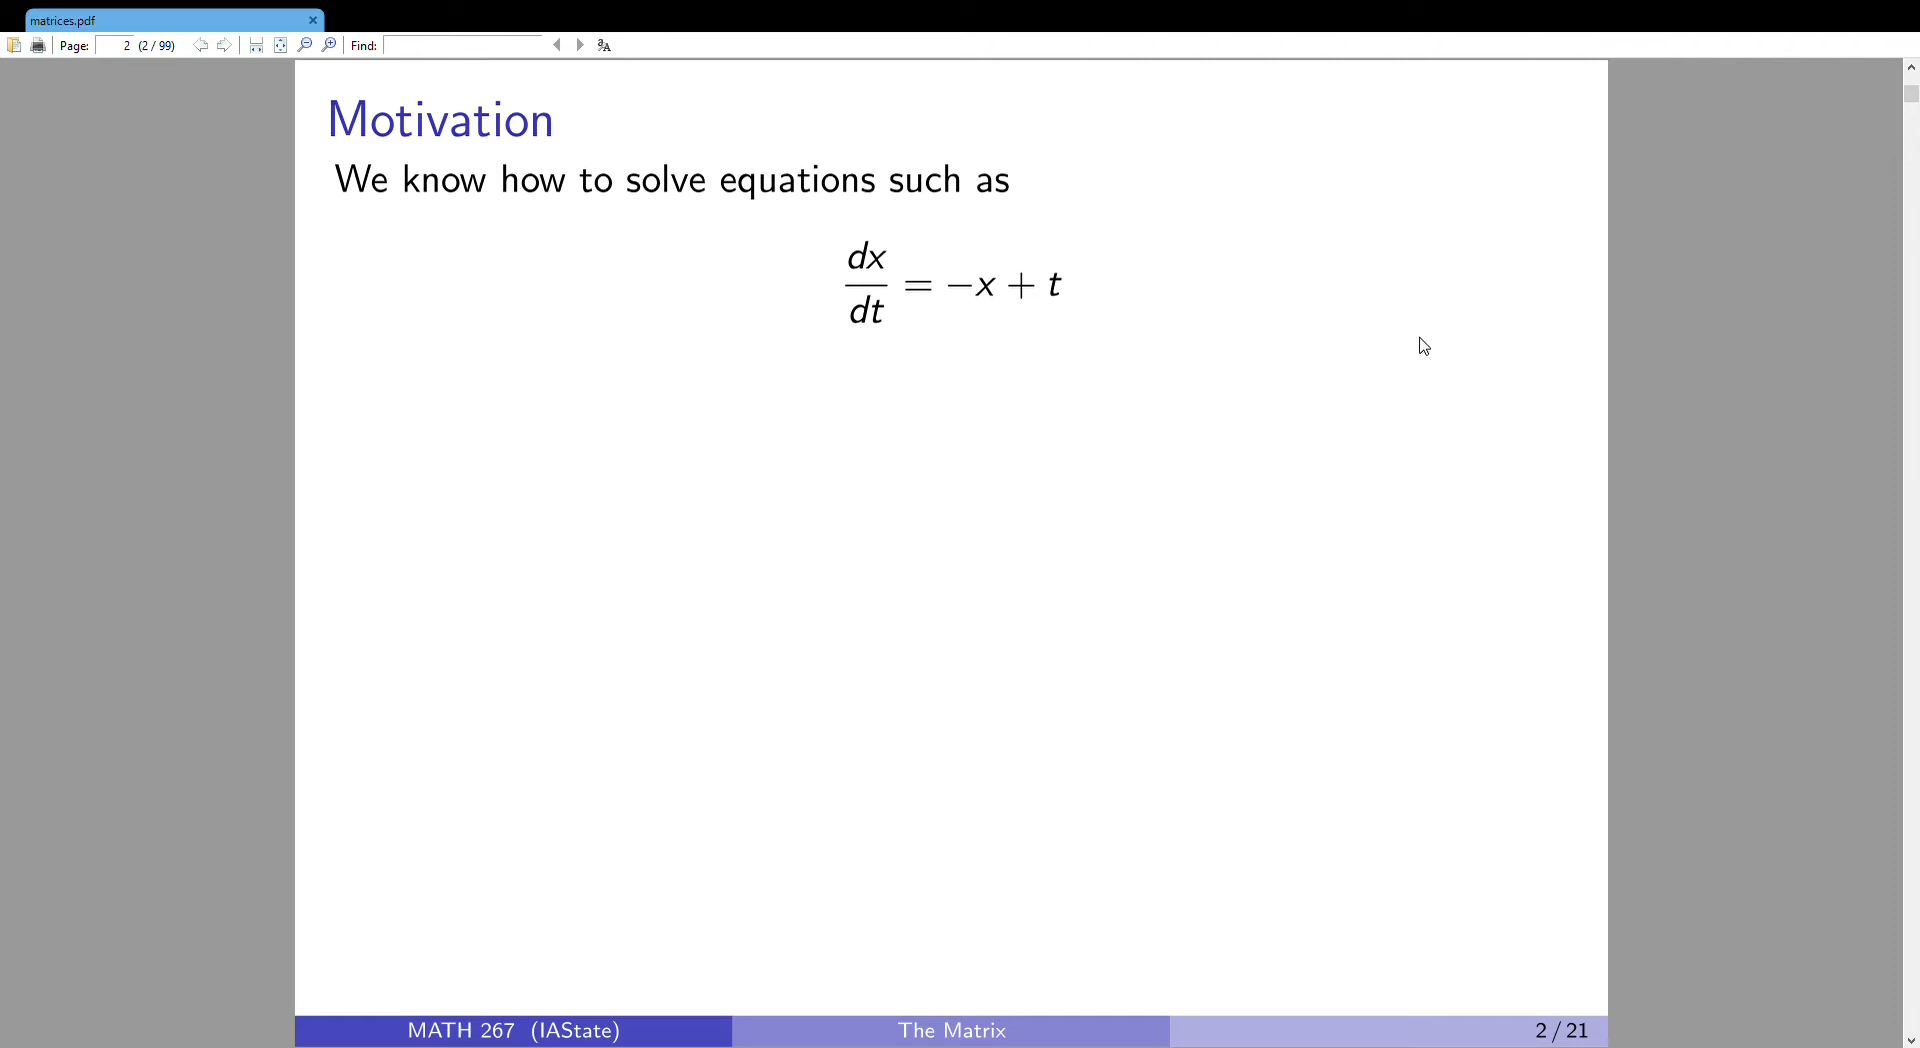 matrices.pdf
Page: 2 (2 / 99) Find:
Motivation
We know how to solve equations such as
dx/dt = −x + t
MATH 267 (IAState) The Matrix 2 / 21